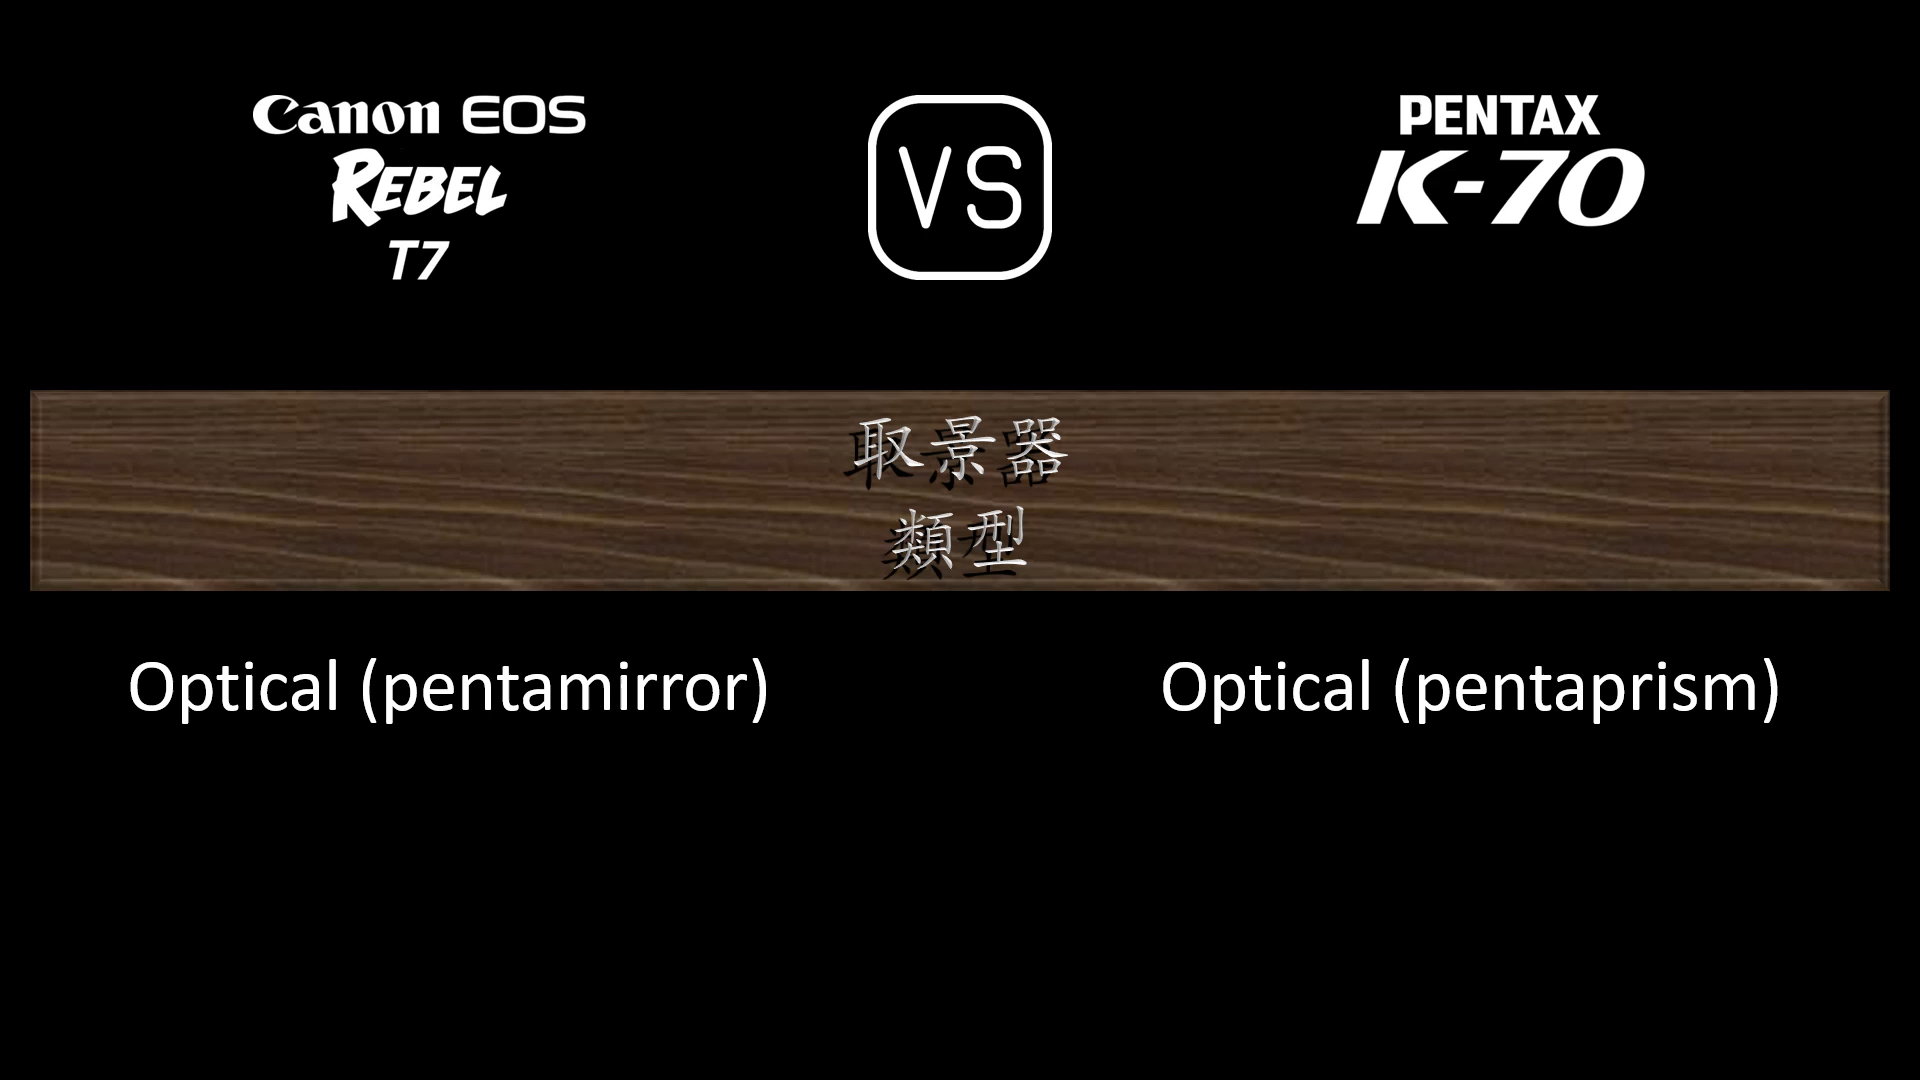 Canon EOS
REBEL
T7
VS
PENTAX
K-70
取景器
類型
Optical (pentamirror)
Optical (pentaprism)